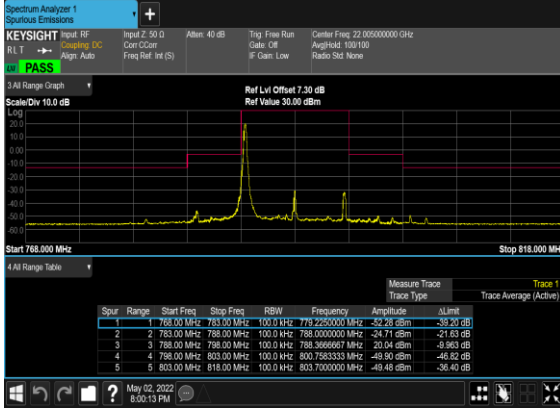 Spectrum Analyzer 1
Spurious Emissions
+
KEYSIGHT Input: RF Input Z: 50 Ω Atten: 40 dB Trig: Free Run Center Freq: 22.005000000 GHz
RLT Coupling: DC Corr CCorr Gate: Off Avg|Hold: 100/100
Align: Auto Freq Ref: Int (S) IF Gain: Low Radio Std: None
LXI PASS
3 All Range Graph Ref Lvl Offset 7.30 dB
Scale/Div 10.0 dB Ref Value 30.00 dBm
Log
20.0
10.0
0.00
-10.0
-20.0
-30.0
-40.0
-50.0
-60.0
Start 768.000 MHz Stop 818.000 MHz
4 All Range Table
Measure Trace Trace 1
Trace Type Trace Average (Active)
Spur Range Start Freq Stop Freq RBW Frequency Amplitude ΔLimit
1 1 768.00 MHz 783.00 MHz 100.0 kHz 779.2250000 MHz -52.28 dBm -39.20 dB
2 2 783.00 MHz 788.00 MHz 100.0 kHz 788.0000000 MHz -24.71 dBm -21.63 dB
3 3 788.00 MHz 798.00 MHz 100.0 kHz 788.3666667 MHz 20.04 dBm -9.963 dB
4 4 798.00 MHz 803.00 MHz 100.0 kHz 800.7583333 MHz -49.90 dBm -46.82 dB
5 5 803.00 MHz 818.00 MHz 100.0 kHz 803.7000000 MHz -49.48 dBm -36.40 dB
? May 02, 2022
8:00:13 PM